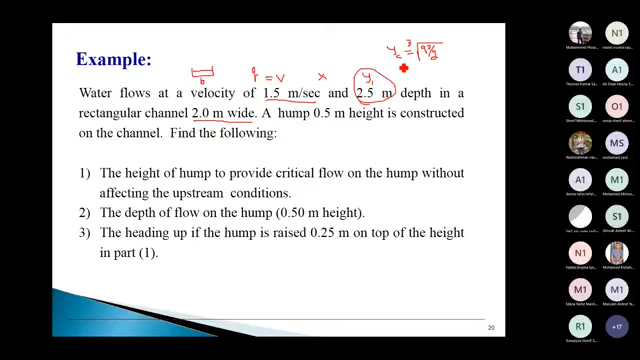 Example:
b
q = v x y₁
y_c = ³√q²/g
Water flows at a velocity of 1.5 m/sec and 2.5 m depth in a
rectangular channel 2.0 m wide. A hump 0.5 m height is constructed
on the channel. Find the following:
1) The height of hump to provide critical flow on the hump without
affecting the upstream conditions.
2) The depth of flow on the hump (0.50 m height).
3) The heading up if the hump is raised 0.25 m on top of the height
in part (1).
20
N1
T1
A1
S1
A1
MS
A1
M1
S1
N1
M1
M1
R1
+17